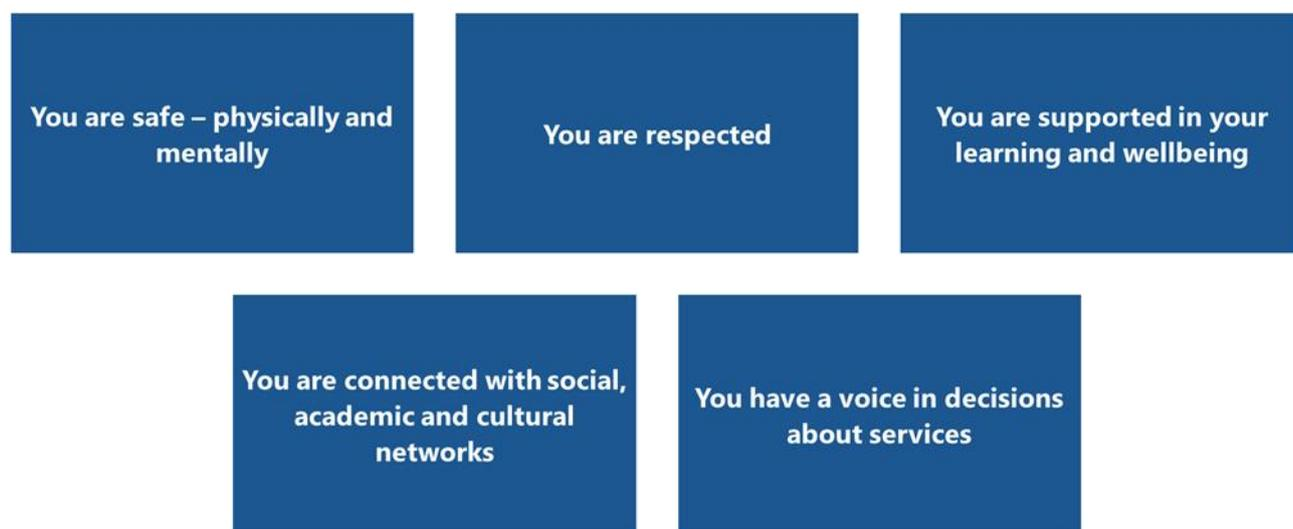 You are safe – physically and
mentally
You are respected
You are supported in your
learning and wellbeing
You are connected with social,
academic and cultural
networks
You have a voice in decisions
about services